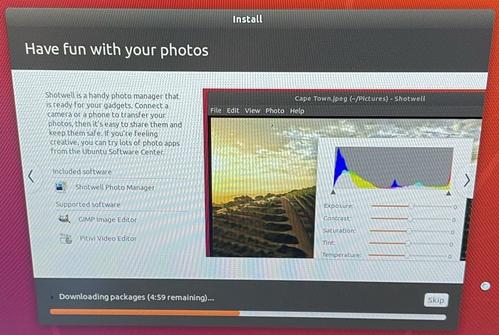 Install
Have fun with your photos
Shotwell is a handy photo manager that
is ready for your gadgets. Connect a
camera or a phone to transfer your
photos, then it's easy to share them and
keep them safe. If you're feeling
creative, you can try lots of photo apps
from the Ubuntu Software Center.
Included software
Shotwell Photo Manager
Supported software
GIMP Image Editor
Pitivi Video Editor
Cape Town.jpeg (~/Pictures) - Shotwell
File Edit View Photo Help
Exposure: 0
Contrast: 0
Saturation: 0
Tint: 0
Temperature: 0
Downloading packages (4:59 remaining)...
Skip